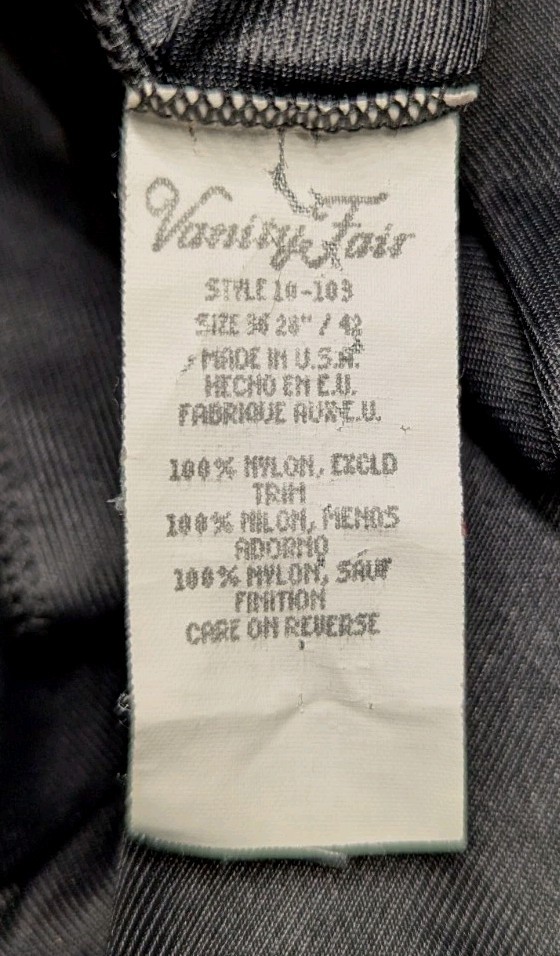 Vanity Fair
STYLE 10-103
SIZE 36 28" / 42
MADE IN U.S.A.
HECHO EN E.U.
FABRIQUE AUX E.U.
100% NYLON, EXCLD
TRIM
100% NILON, MENOS
ADORNO
100% NYLON, SAUF
FINITION
CARE ON REVERSE